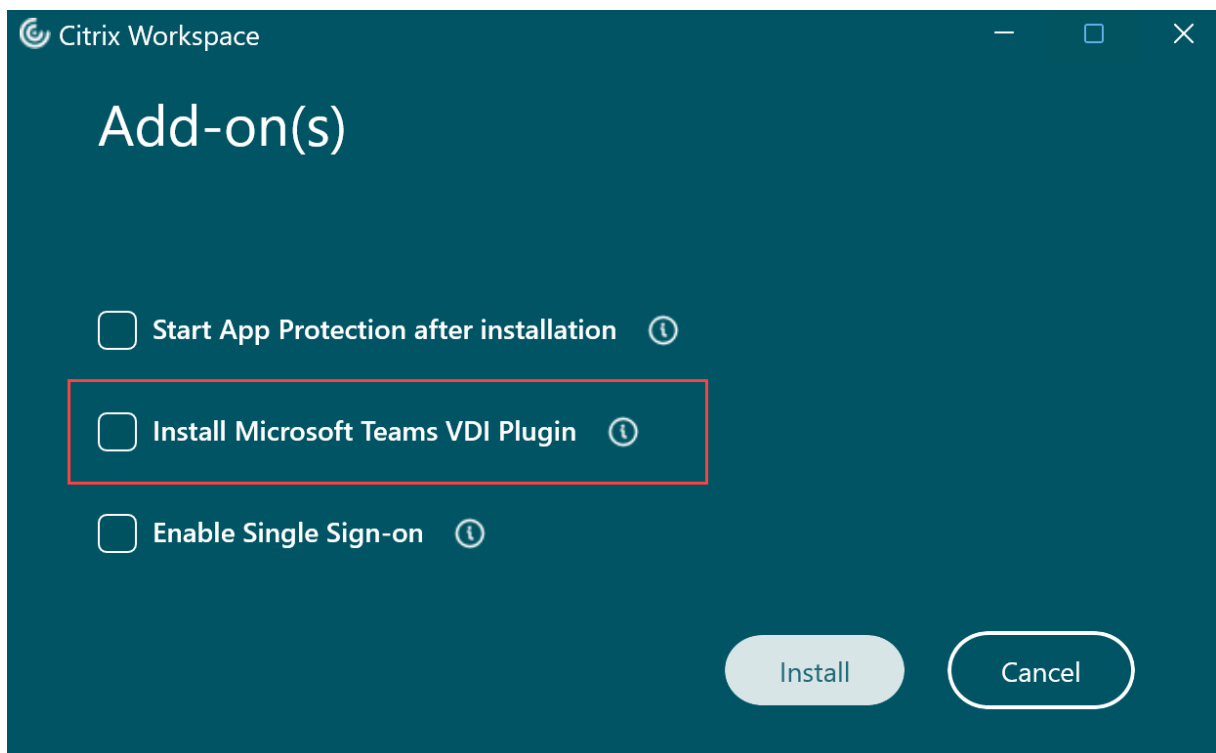 Citrix Workspace
Add-on(s)
Start App Protection after installation
Install Microsoft Teams VDI Plugin
Enable Single Sign-on
Install
Cancel